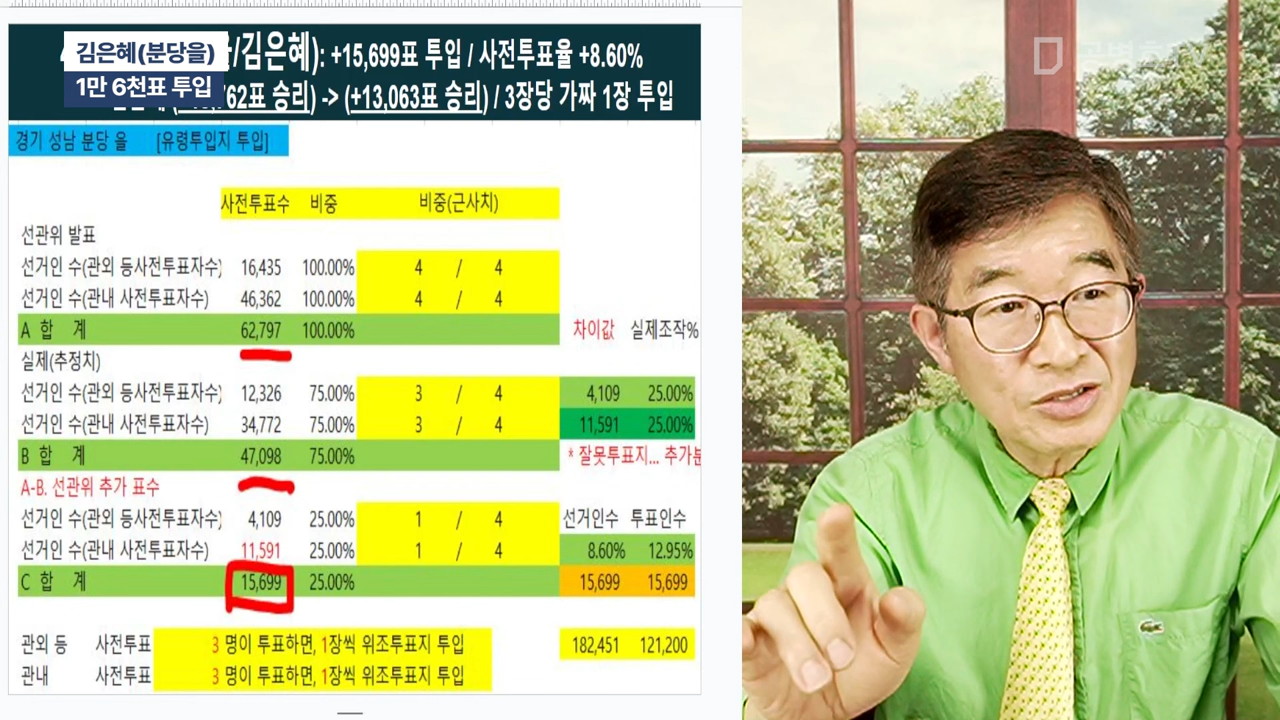 김은혜(분당을)
1만 6천표 투입
/김은혜): +15,699표 투입 / 사전투표율 +8.60%
762표 승리) -> (+13,063표 승리) / 3장당 가짜 1장 투입
경기 성남 분당 을 [유령투입지 투입]
사전투표수 비중 비중(근사치)
선관위 발표
선거인 수(관외 등사전투표자수) 16,435 100.00% 4 / 4
선거인 수(관내 사전투표자수) 46,362 100.00% 4 / 4
A 합 계 62,797 100.00% 차이값 실제조작%
실제(추정치)
선거인 수(관외 등사전투표자수) 12,326 75.00% 3 / 4 4,109 25.00%
선거인 수(관내 사전투표자수) 34,772 75.00% 3 / 4 11,591 25.00%
B 합 계 47,098 75.00% * 잘못투표지... 추가분
A-B. 선관위 추가 표수
선거인 수(관외 등사전투표자수) 4,109 25.00% 1 / 4 선거인수 투표인수
선거인 수(관내 사전투표자수) 11,591 25.00% 1 / 4 8.60% 12.95%
C 합 계 15,699 25.00% 15,699 15,699
관외 등 사전투표 3 명이 투표하면, 1장씩 위조투표지 투입 182,451 121,200
관내 사전투표 3 명이 투표하면, 1장씩 위조투표지 투입